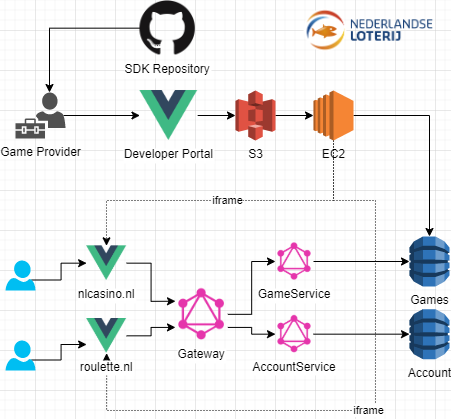 NEDERLANDSE
LOTERIJ
SDK Repository
Game Provider
Developer Portal
S3
EC2
iframe
nlcasino.nl
GameService
Games
Gateway
roulette.nl
AccountService
Account
iframe